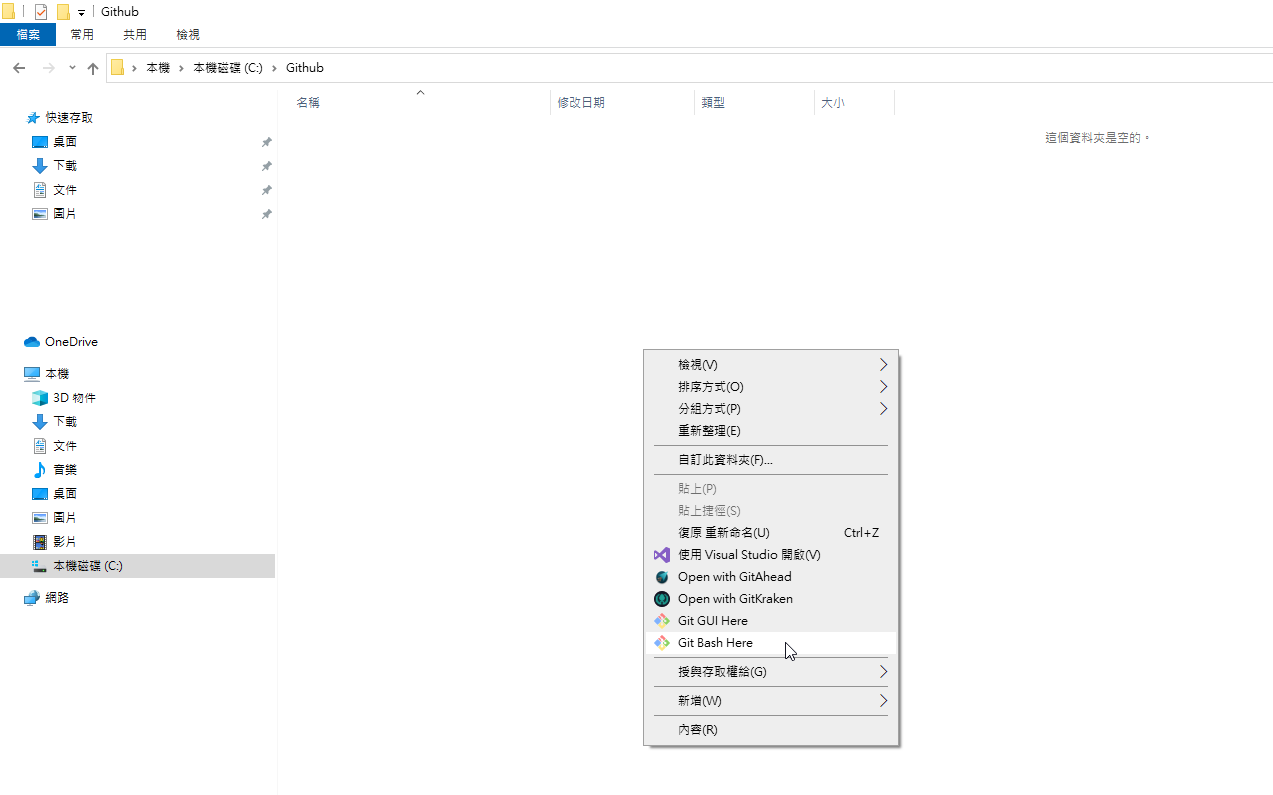 Github
檔案 常用 共用 檢視
本機 本機磁碟 (C:) Github
名稱 修改日期 類型 大小
這個資料夾是空的。
快速存取
桌面
下載
文件
圖片
OneDrive
本機
3D 物件
下載
文件
音樂
桌面
圖片
影片
本機磁碟 (C:)
網路
檢視(V)
排序方式(O)
分組方式(P)
重新整理(E)
自訂此資料夾(F)...
貼上(P)
貼上捷徑(S)
復原 重新命名(U) Ctrl+Z
使用 Visual Studio 開啟(V)
Open with GitAhead
Open with GitKraken
Git GUI Here
Git Bash Here
授與存取權給(G)
新增(W)
內容(R)